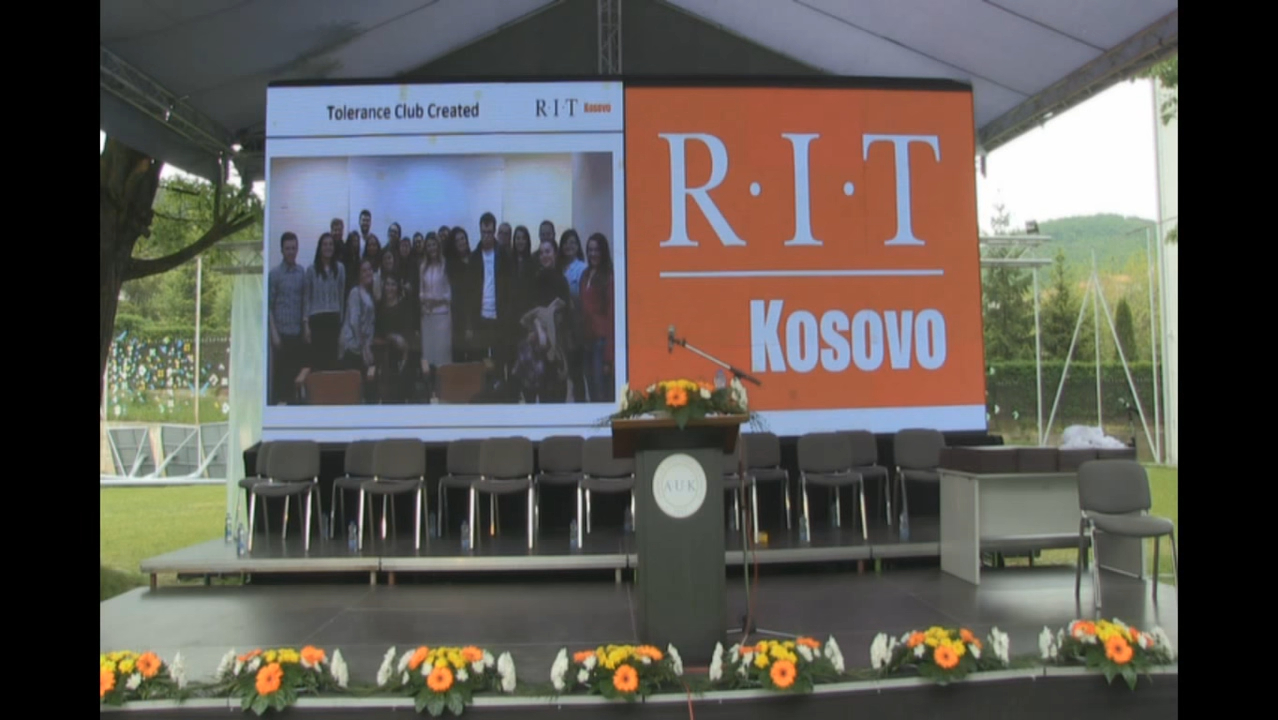 Tolerance Club Created
R·I·T Kosovo
R·I·T
Kosovo
AUK